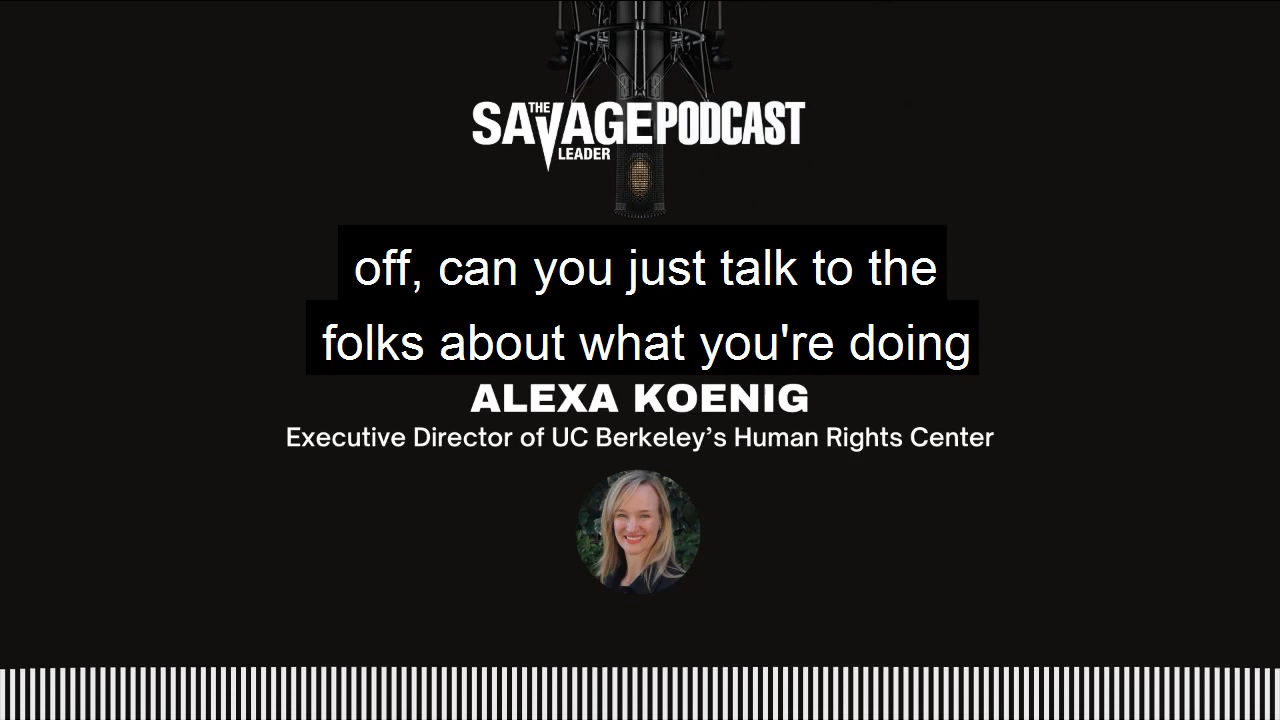 THE SAVAGE LEADER PODCAST
off, can you just talk to the
folks about what you're doing
ALEXA KOENIG
Executive Director of UC Berkeley’s Human Rights Center